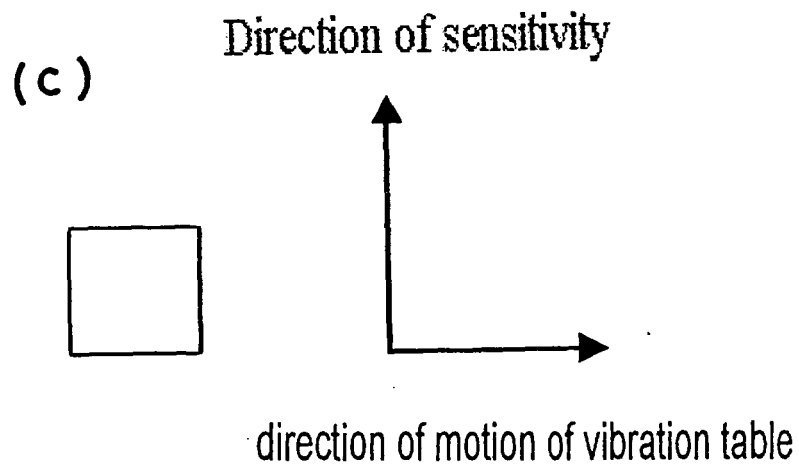 Direction of sensitivity
(c)
direction of motion of vibration table